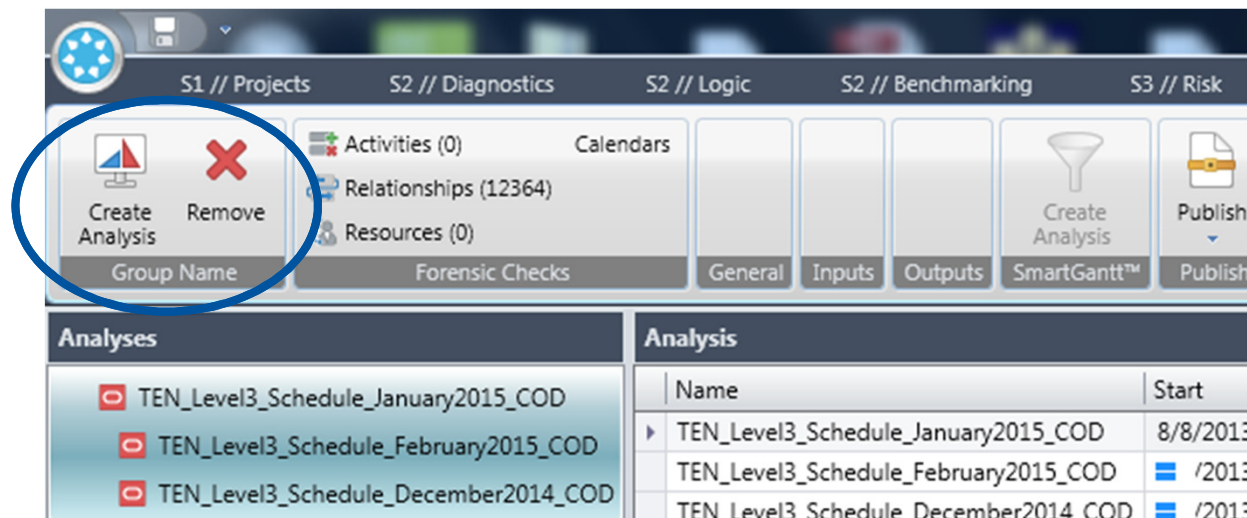 S1 // Projects S2 // Diagnostics S2 // Logic S2 // Benchmarking S3 // Risk
Create Analysis
Remove
Group Name
Activities (0)
Relationships (12364)
Resources (0)
Calendars
Forensic Checks
General
Inputs
Outputs
Create
Analysis
SmartGantt™
Publish
Publish
Analyses
TEN_Level3_Schedule_January2015_COD
TEN_Level3_Schedule_February2015_COD
TEN_Level3_Schedule_December2014_COD
Analysis
Name Start
TEN_Level3_Schedule_January2015_COD 8/8/2013
TEN_Level3_Schedule_February2015_COD /2013
TEN_Level3_Schedule_December2014_COD /2013